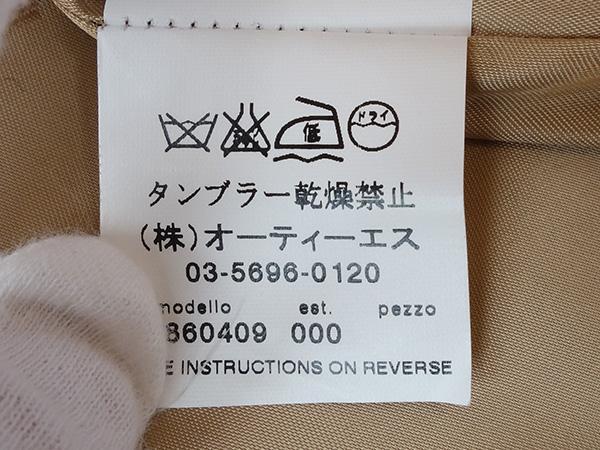 低 ドライ
タンブラー乾燥禁止
(株)オーティーエス
03-5696-0120
modello est. pezzo
860409 000
E INSTRUCTIONS ON REVERSE